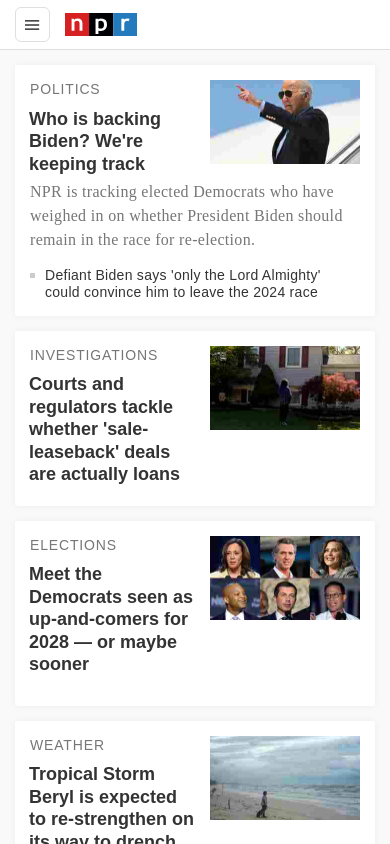 npr
POLITICS
Who is backing
Biden? We're
keeping track
NPR is tracking elected Democrats who have
weighed in on whether President Biden should
remain in the race for re-election.
Defiant Biden says 'only the Lord Almighty'
could convince him to leave the 2024 race
INVESTIGATIONS
Courts and
regulators tackle
whether 'sale-
leaseback' deals
are actually loans
ELECTIONS
Meet the
Democrats seen as
up-and-comers for
2028 — or maybe
sooner
WEATHER
Tropical Storm
Beryl is expected
to re-strengthen on
its way to drench